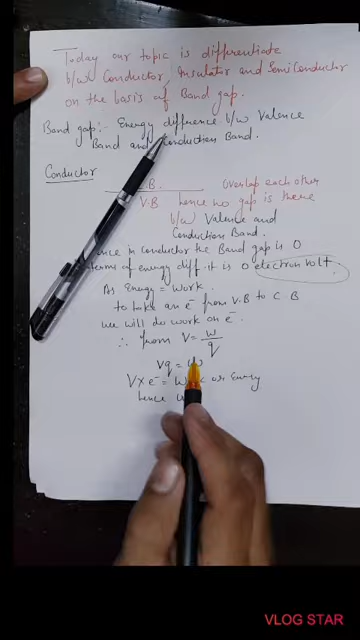 Today our topic is differentiate
b/w Conductor, Insulator and SemiConductor
on the basis of Band gap.
Band gap:- Energy difference b/w Valence
Band and Conduction Band.
Conductor
C.B. overlap each other
V.B hence no gap is there
b/w Valence and
Conduction Band.
in conductor the Band gap is 0
terms of energy diff. it is 0 electron volt.
As Energy = Work
to take an e⁻ from V.B to C.B
we will do work on e⁻
∴ from V = W/q
Vq = W
V x e⁻ = or Energy
hence
VLOG STAR